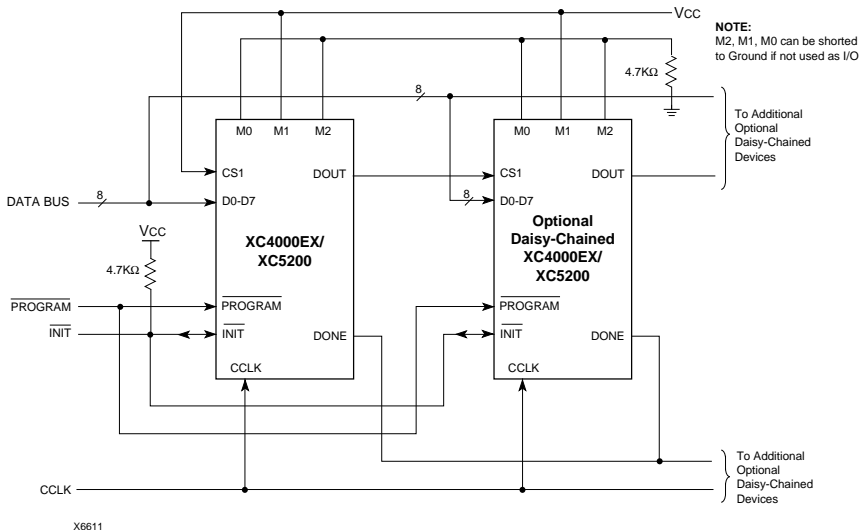 VCC
NOTE:
M2, M1, M0 can be shorted
to Ground if not used as I/O
4.7KΩ
8
8
To Additional
Optional
Daisy-Chained
Devices
M0 M1 M2
M0 M1 M2
CS1 DOUT
CS1 DOUT
DATA BUS 8
D0-D7
8 D0-D7
VCC
4.7KΩ
XC4000EX/
XC5200
Optional
Daisy-Chained
XC4000EX/
XC5200
PROGRAM
PROGRAM
PROGRAM
INIT
INIT DONE
INIT DONE
CCLK
CCLK
To Additional
Optional
Daisy-Chained
Devices
CCLK
X6611